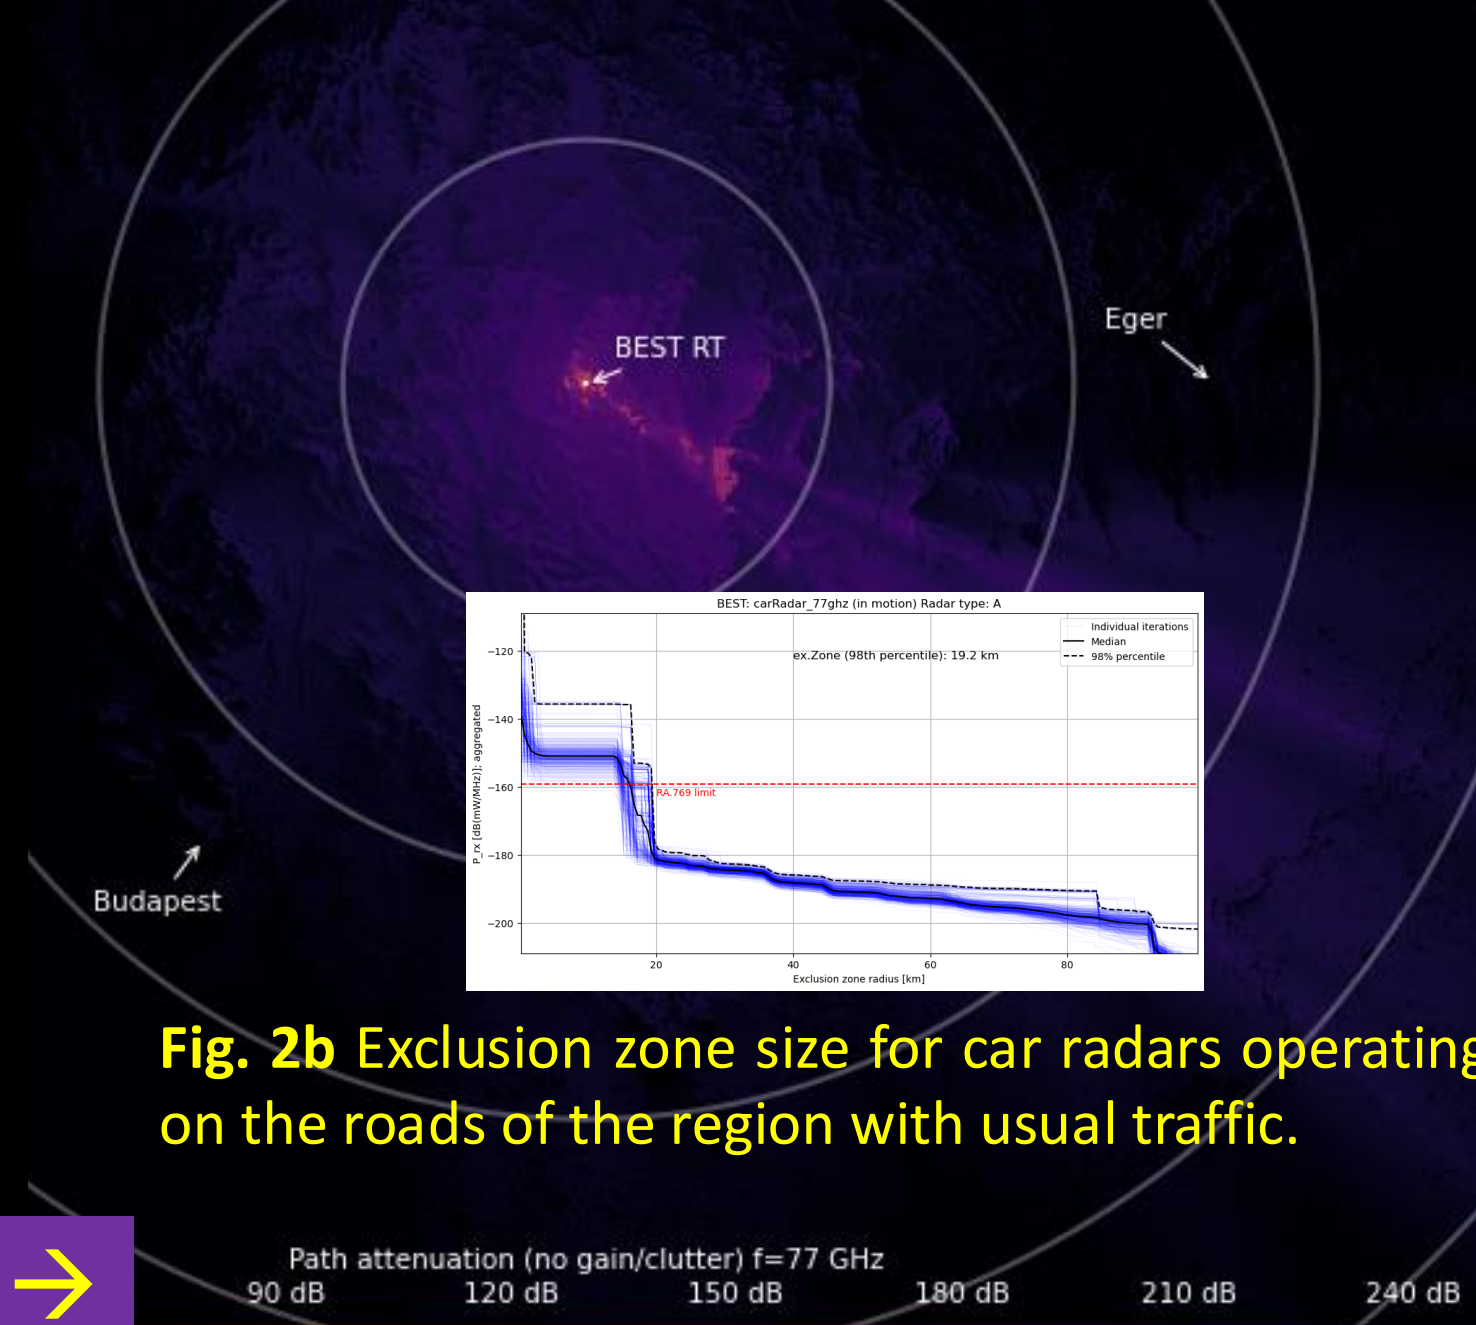 BEST RT
Eger
Budapest
BEST: carRadar_77ghz (in motion) Radar type: A
Individual iterations
Median
98% percentile
ex.Zone (98th percentile): 19.2 km
−120
−140
−160
−180
−200
P_rx [dB(mW/MHz)]; aggregated
RA.769 limit
20 40 60 80
Exclusion zone radius [km]
Fig. 2b Exclusion zone size for car radars operating
on the roads of the region with usual traffic.
Path attenuation (no gain/clutter) f=77 GHz
90 dB 120 dB 150 dB 180 dB 210 dB 240 dB